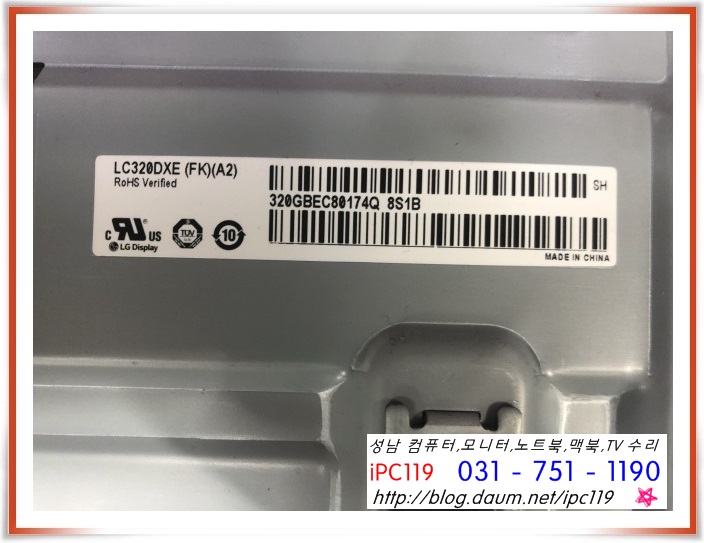 LC320DXE (FK)(A2)
RoHS Verified
SH
320GBEC80174Q 8S1B
c UL US
TÜV
10
LG Display
MADE IN CHINA
성남 컴퓨터,모니터,노트북,맥북,TV 수리
iPC119 031 - 751 - 1190
http://blog.daum.net/ipc119